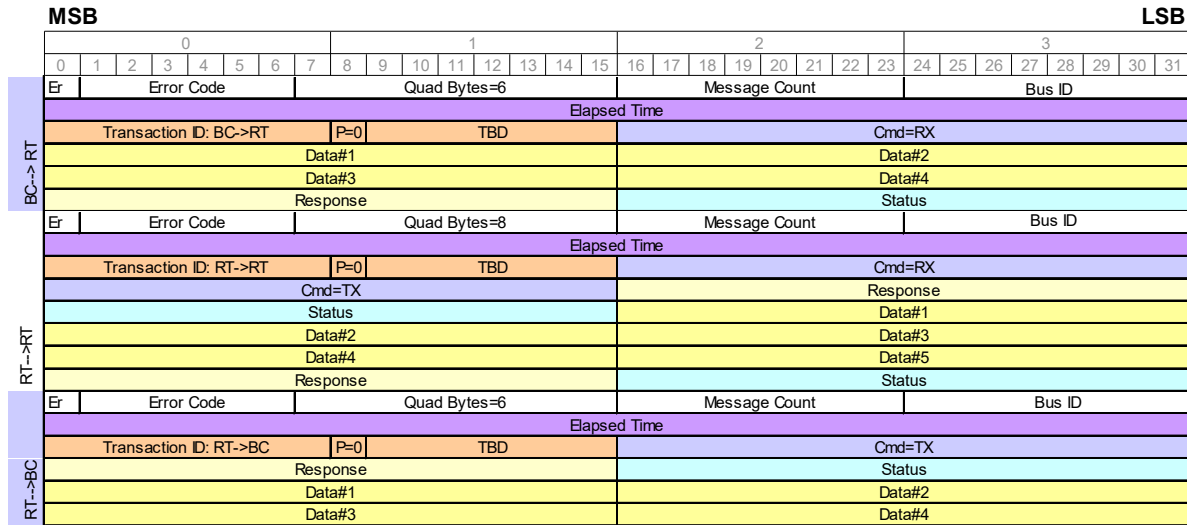 MSB LSB
0 1 2 3
0 1 2 3 4 5 6 7 8 9 10 11 12 13 14 15 16 17 18 19 20 21 22 23 24 25 26 27 28 29 30 31
BC--> RT
Er Error Code Quad Bytes=6 Message Count Bus ID
Elapsed Time
Transaction ID: BC->RT P=0 TBD Cmd=RX
Data#1 Data#2
Data#3 Data#4
Response Status
RT-->RT
Er Error Code Quad Bytes=8 Message Count Bus ID
Elapsed Time
Transaction ID: RT->RT P=0 TBD Cmd=RX
Cmd=TX Response
Status Data#1
Data#2 Data#3
Data#4 Data#5
Response Status
RT-->BC
Er Error Code Quad Bytes=6 Message Count Bus ID
Elapsed Time
Transaction ID: RT->BC P=0 TBD Cmd=TX
Response Status
Data#1 Data#2
Data#3 Data#4